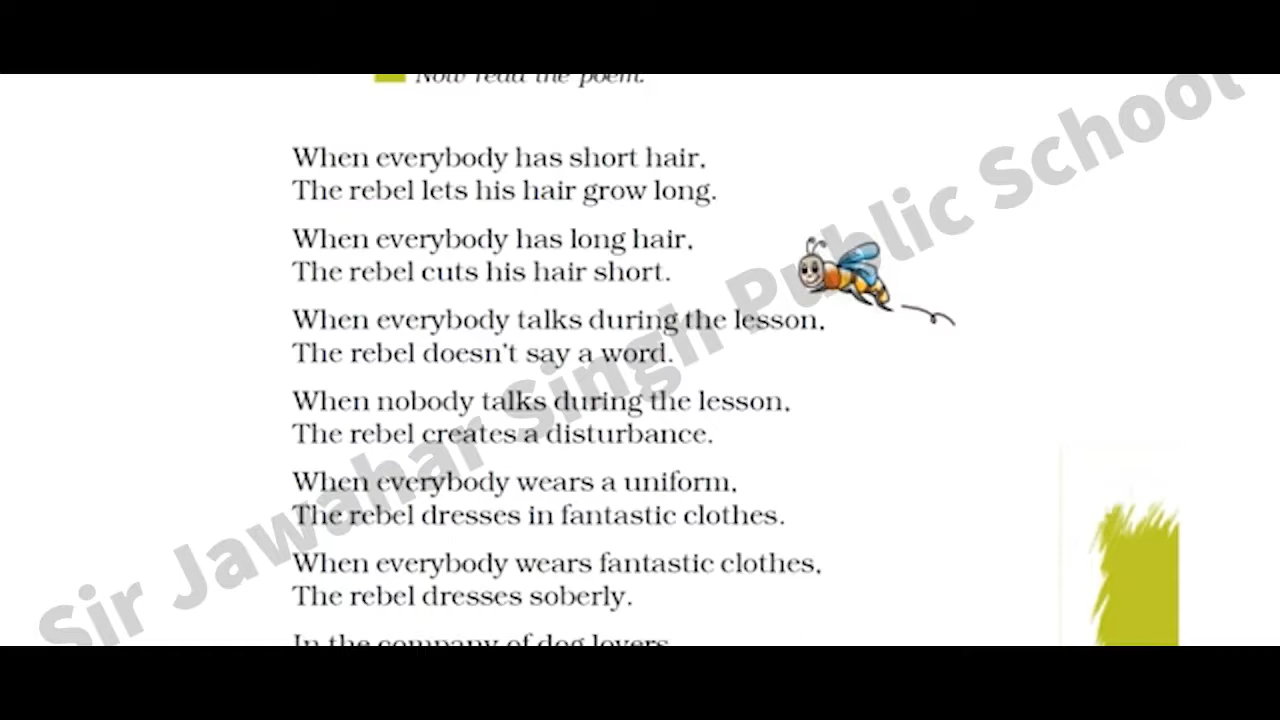 Now read the poem.
When everybody has short hair,
The rebel lets his hair grow long.
When everybody has long hair,
The rebel cuts his hair short.
When everybody talks during the lesson,
The rebel doesn't say a word.
When nobody talks during the lesson,
The rebel creates a disturbance.
When everybody wears a uniform,
The rebel dresses in fantastic clothes.
When everybody wears fantastic clothes,
The rebel dresses soberly.
In the company of dog lovers
Sir Jawahar Singh Public School